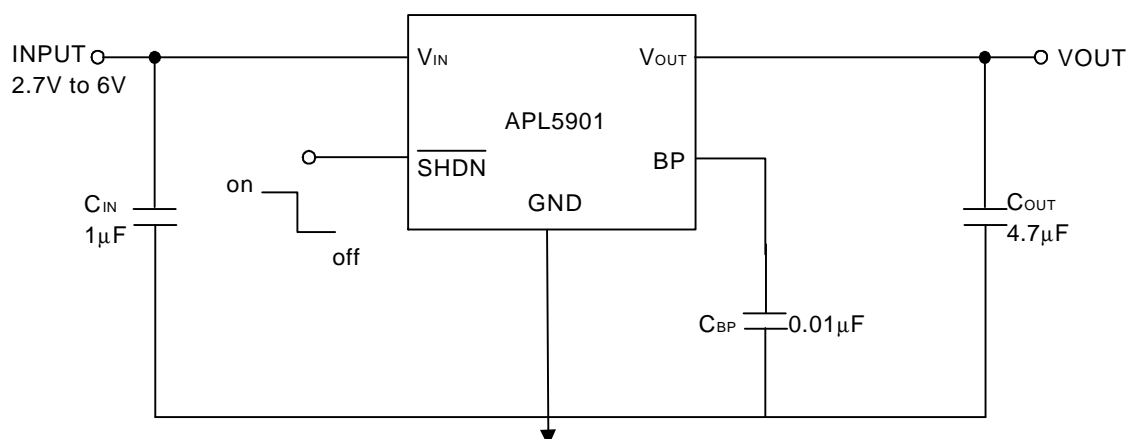 INPUT
2.7V to 6V
VIN
VOUT
VOUT
APL5901
SHDN
BP
on
off
GND
CIN
1μF
COUT
4.7μF
CBP
0.01μF